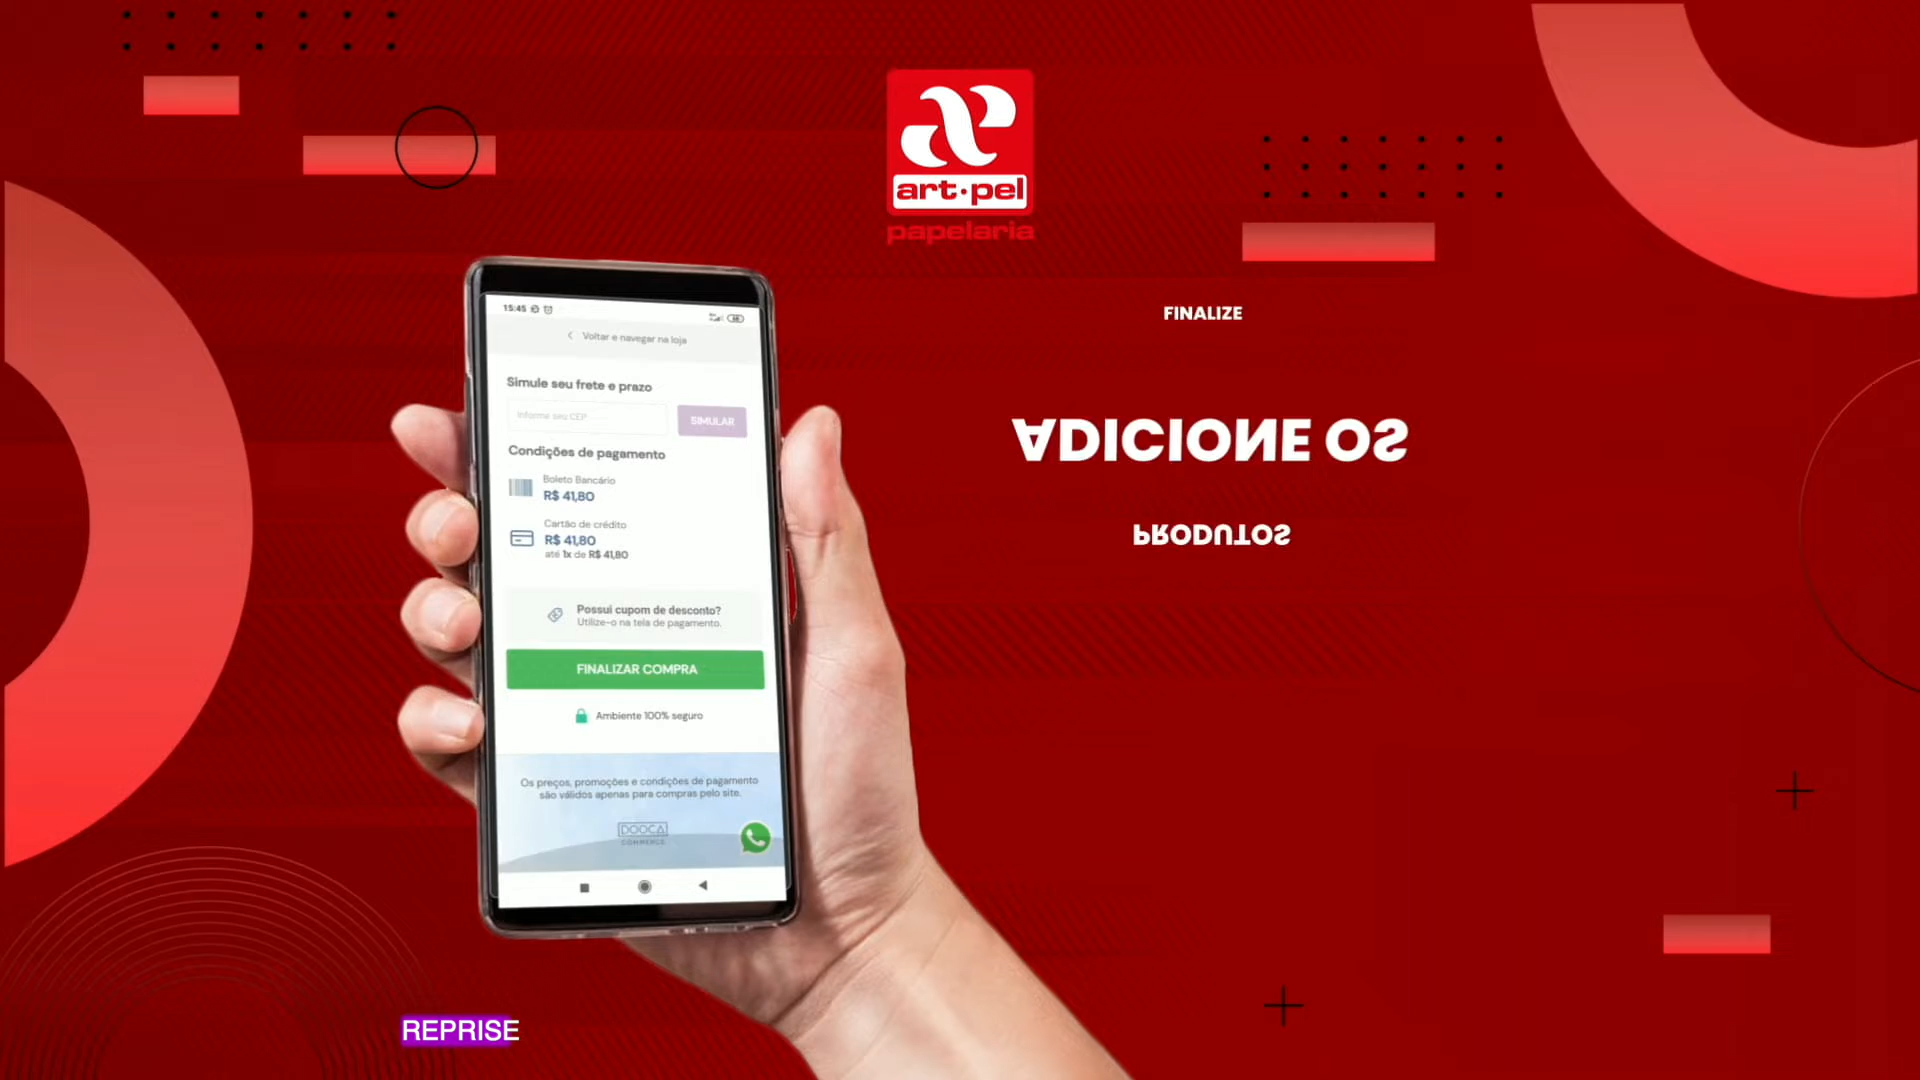 art·pel
papelaria
FINALIZE
ADICIONE OS
PRODUTOS
15:45
Voltar e navegar na loja
Simule seu frete e prazo
Informe seu CEP
SIMULAR
Condições de pagamento
Boleto Bancário
R$ 41,80
Cartão de crédito
R$ 41,80
até 1x de R$ 41,80
Possui cupom de desconto?
Utilize-o na tela de pagamento.
FINALIZAR COMPRA
Ambiente 100% seguro
Os preços, promoções e condições de pagamento
são válidos apenas para compras pelo site.
DOOCA
COMMERCE
REPRISE